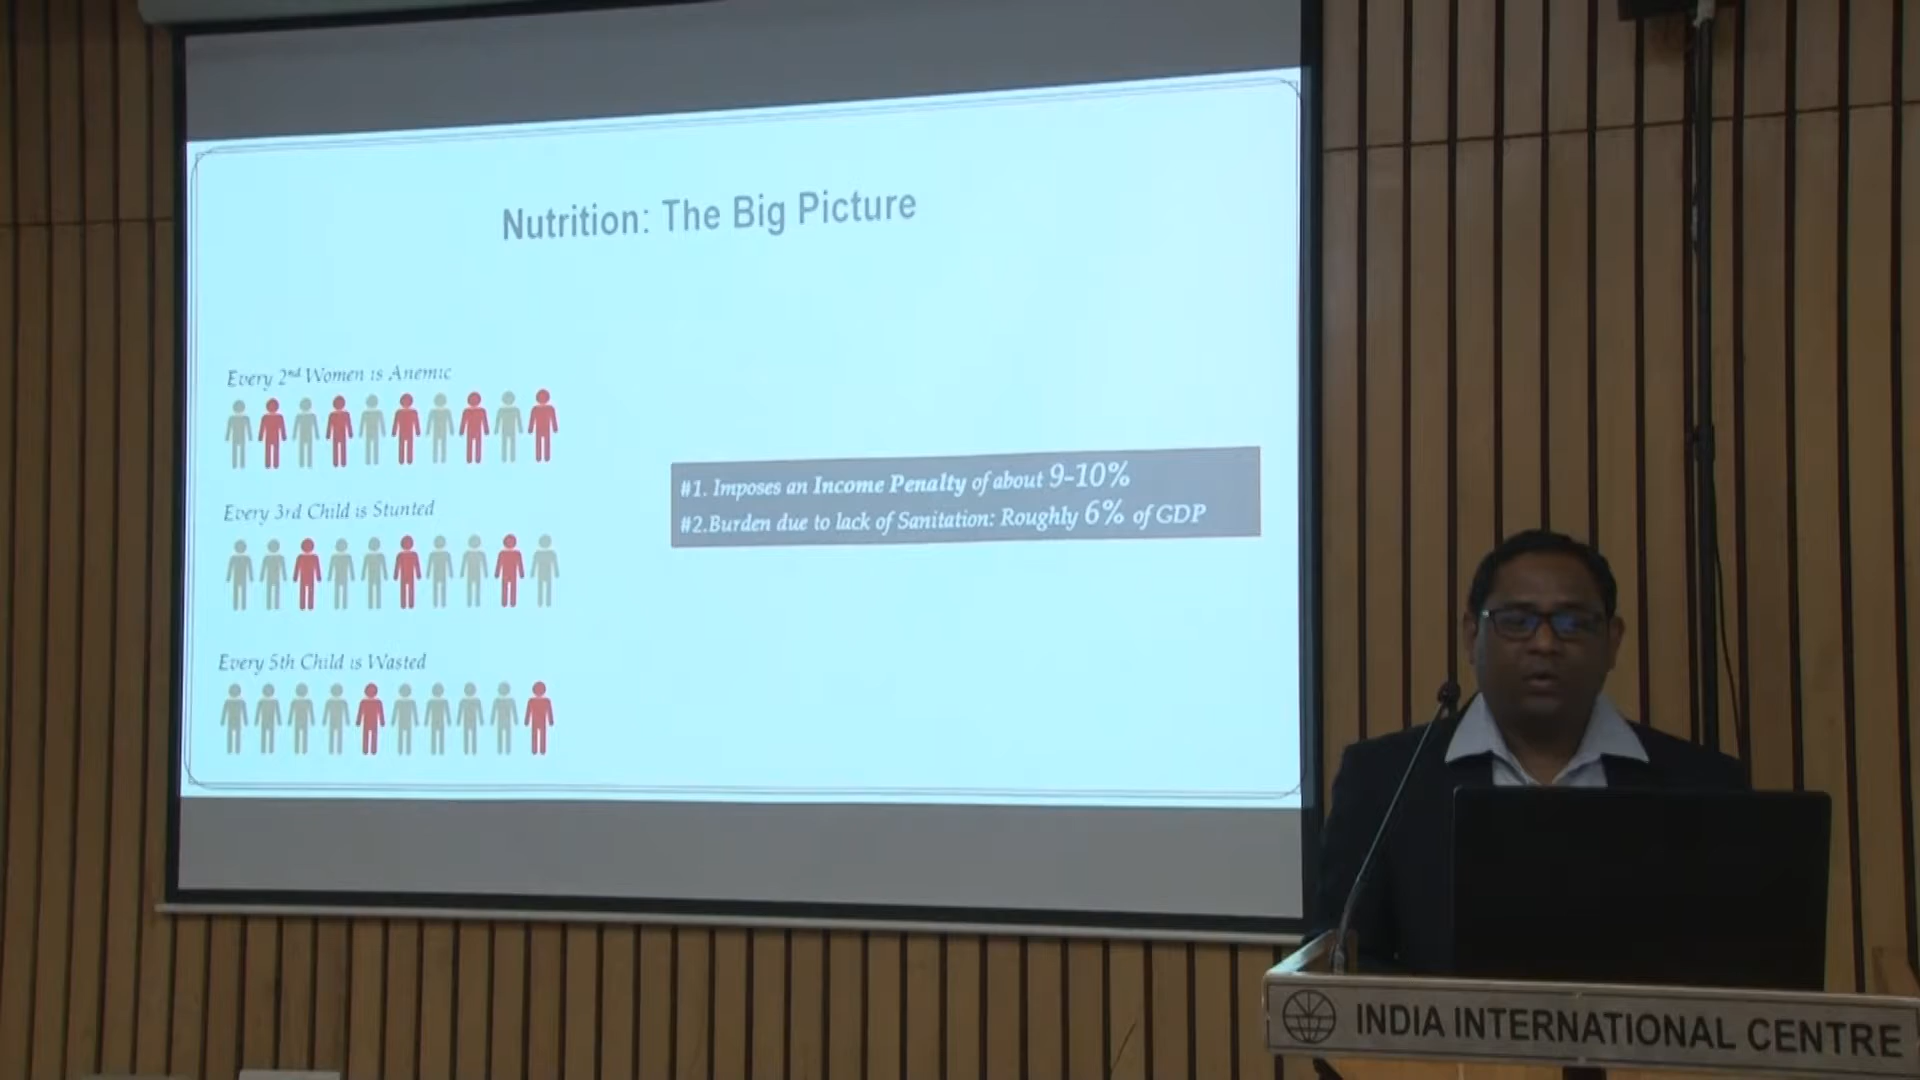 Nutrition: The Big Picture
Every 2nd Women is Anemic
Every 3rd Child is Stunted
Every 5th Child is Wasted
#1. Imposes an Income Penalty of about 9-10%
#2.Burden due to lack of Sanitation: Roughly 6% of GDP
INDIA INTERNATIONAL CENTRE